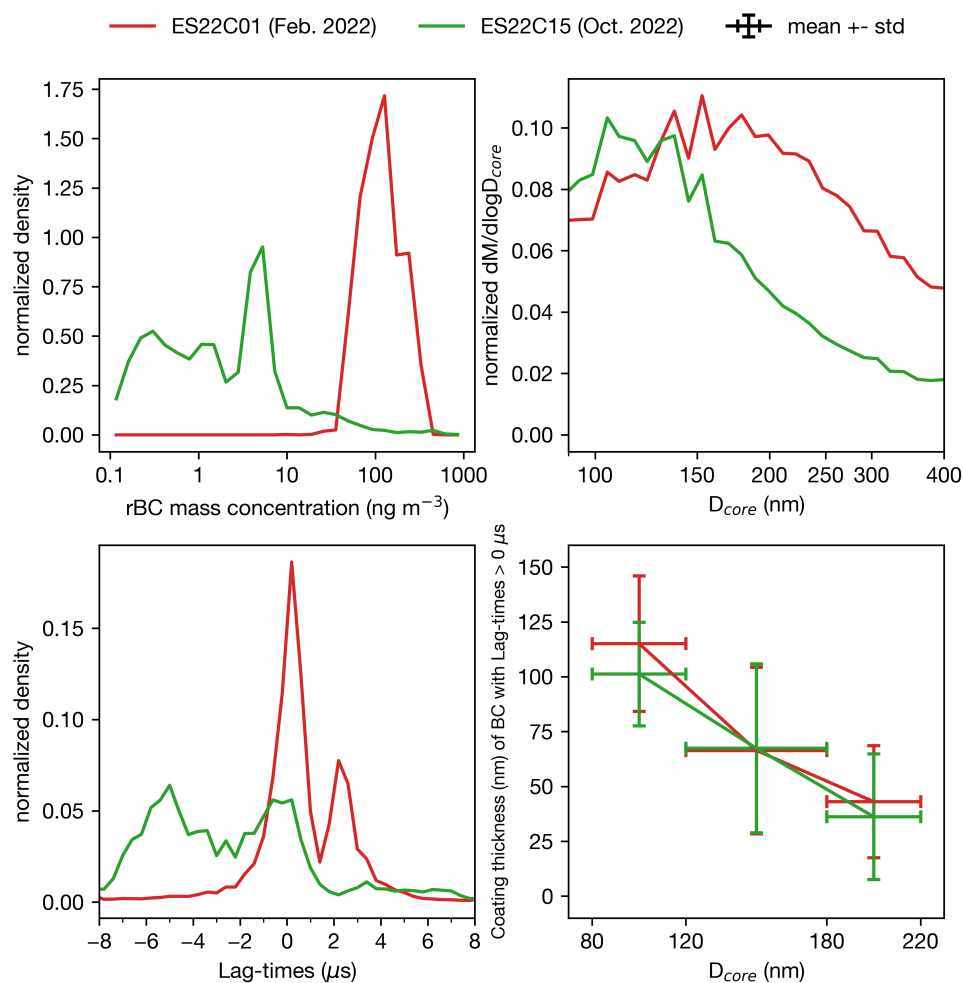 ES22C01 (Feb. 2022) ES22C15 (Oct. 2022) mean +- std
normalized density
1.75
1.50
1.25
1.00
0.75
0.50
0.25
0.00
0.1 1 10 100 1000
rBC mass concentration (ng m⁻³)
normalized dM/dlogD_core
0.10
0.08
0.06
0.04
0.02
0.00
100 150 200 250 300 400
D_core (nm)
normalized density
0.15
0.10
0.05
0.00
−8 −6 −4 −2 0 2 4 6 8
Lag-times (μs)
Coating thickness (nm) of BC with Lag-times > 0 μs
150
125
100
75
50
25
0
80 120 180 220
D_core (nm)